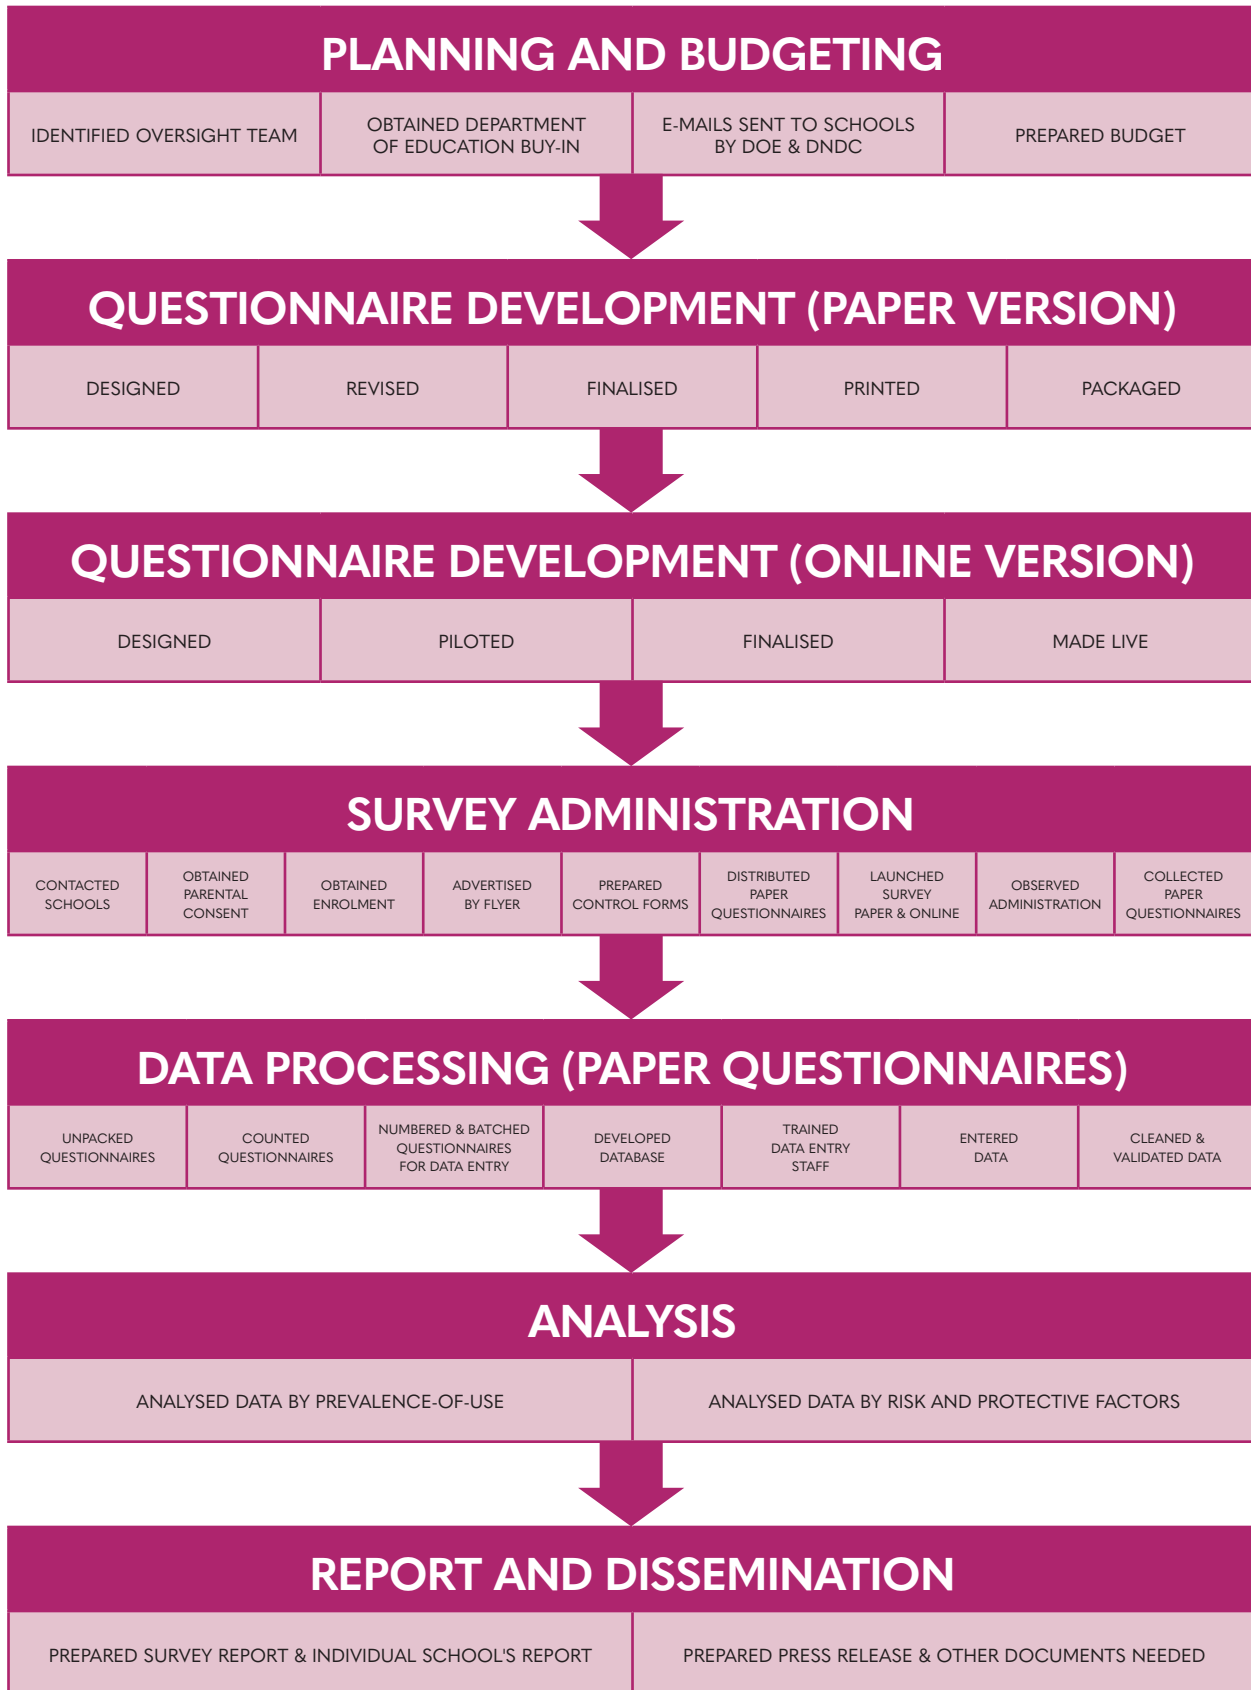 PLANNING AND BUDGETING
IDENTIFIED OVERSIGHT TEAM
OBTAINED DEPARTMENT
OF EDUCATION BUY-IN
E-MAILS SENT TO SCHOOLS
BY DOE & DNDC
PREPARED BUDGET
QUESTIONNAIRE DEVELOPMENT (PAPER VERSION)
DESIGNED
REVISED
FINALISED
PRINTED
PACKAGED
QUESTIONNAIRE DEVELOPMENT (ONLINE VERSION)
DESIGNED
PILOTED
FINALISED
MADE LIVE
SURVEY ADMINISTRATION
CONTACTED
SCHOOLS
OBTAINED
PARENTAL
CONSENT
OBTAINED
ENROLMENT
ADVERTISED
BY FLYER
PREPARED
CONTROL FORMS
DISTRIBUTED
PAPER
QUESTIONNAIRES
LAUNCHED
SURVEY
PAPER & ONLINE
OBSERVED
ADMINISTRATION
COLLECTED
PAPER
QUESTIONNAIRES
DATA PROCESSING (PAPER QUESTIONNAIRES)
UNPACKED
QUESTIONNAIRES
COUNTED
QUESTIONNAIRES
NUMBERED & BATCHED
QUESTIONNAIRES
FOR DATA ENTRY
DEVELOPED
DATABASE
TRAINED
DATA ENTRY
STAFF
ENTERED
DATA
CLEANED &
VALIDATED DATA
ANALYSIS
ANALYSED DATA BY PREVALENCE-OF-USE
ANALYSED DATA BY RISK AND PROTECTIVE FACTORS
REPORT AND DISSEMINATION
PREPARED SURVEY REPORT & INDIVIDUAL SCHOOL'S REPORT
PREPARED PRESS RELEASE & OTHER DOCUMENTS NEEDED